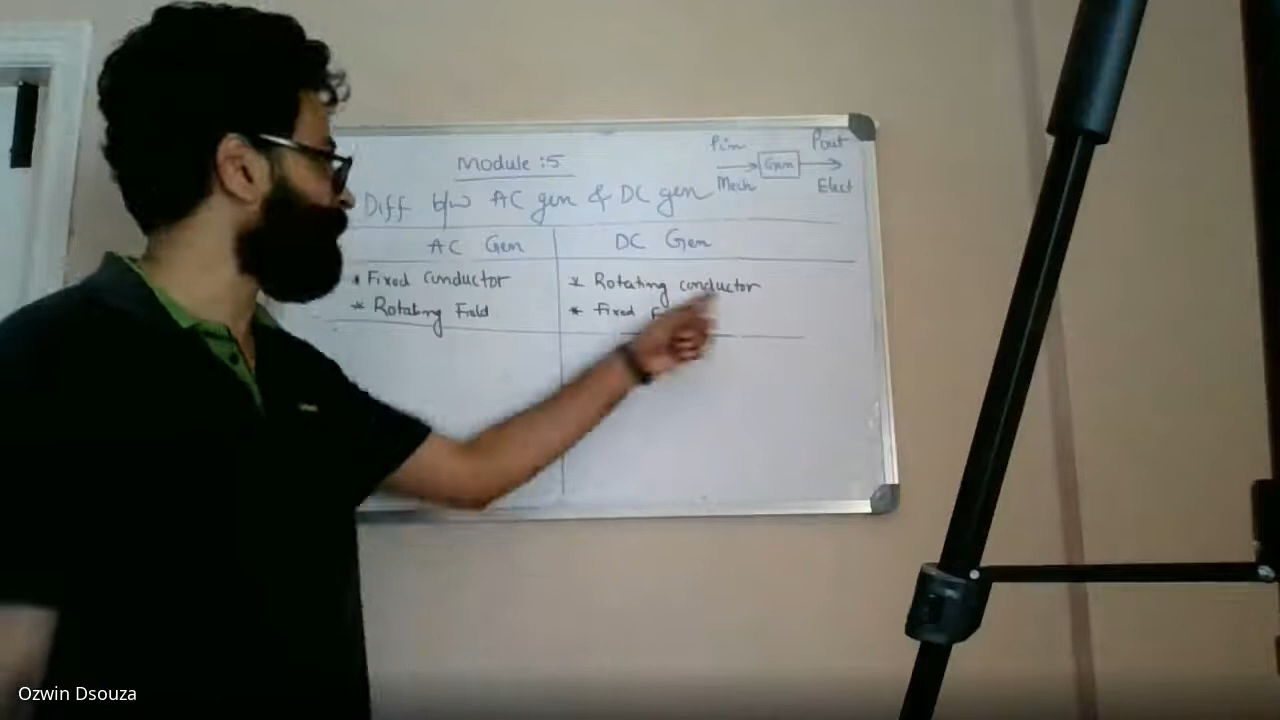 Module :5
Pin Pout
Gen
Mech Elect
Diff b/w AC gen & DC gen
AC Gen DC Gen
* Fixed Conductor * Rotating conductor
* Rotating Field * Fixed
Ozwin Dsouza